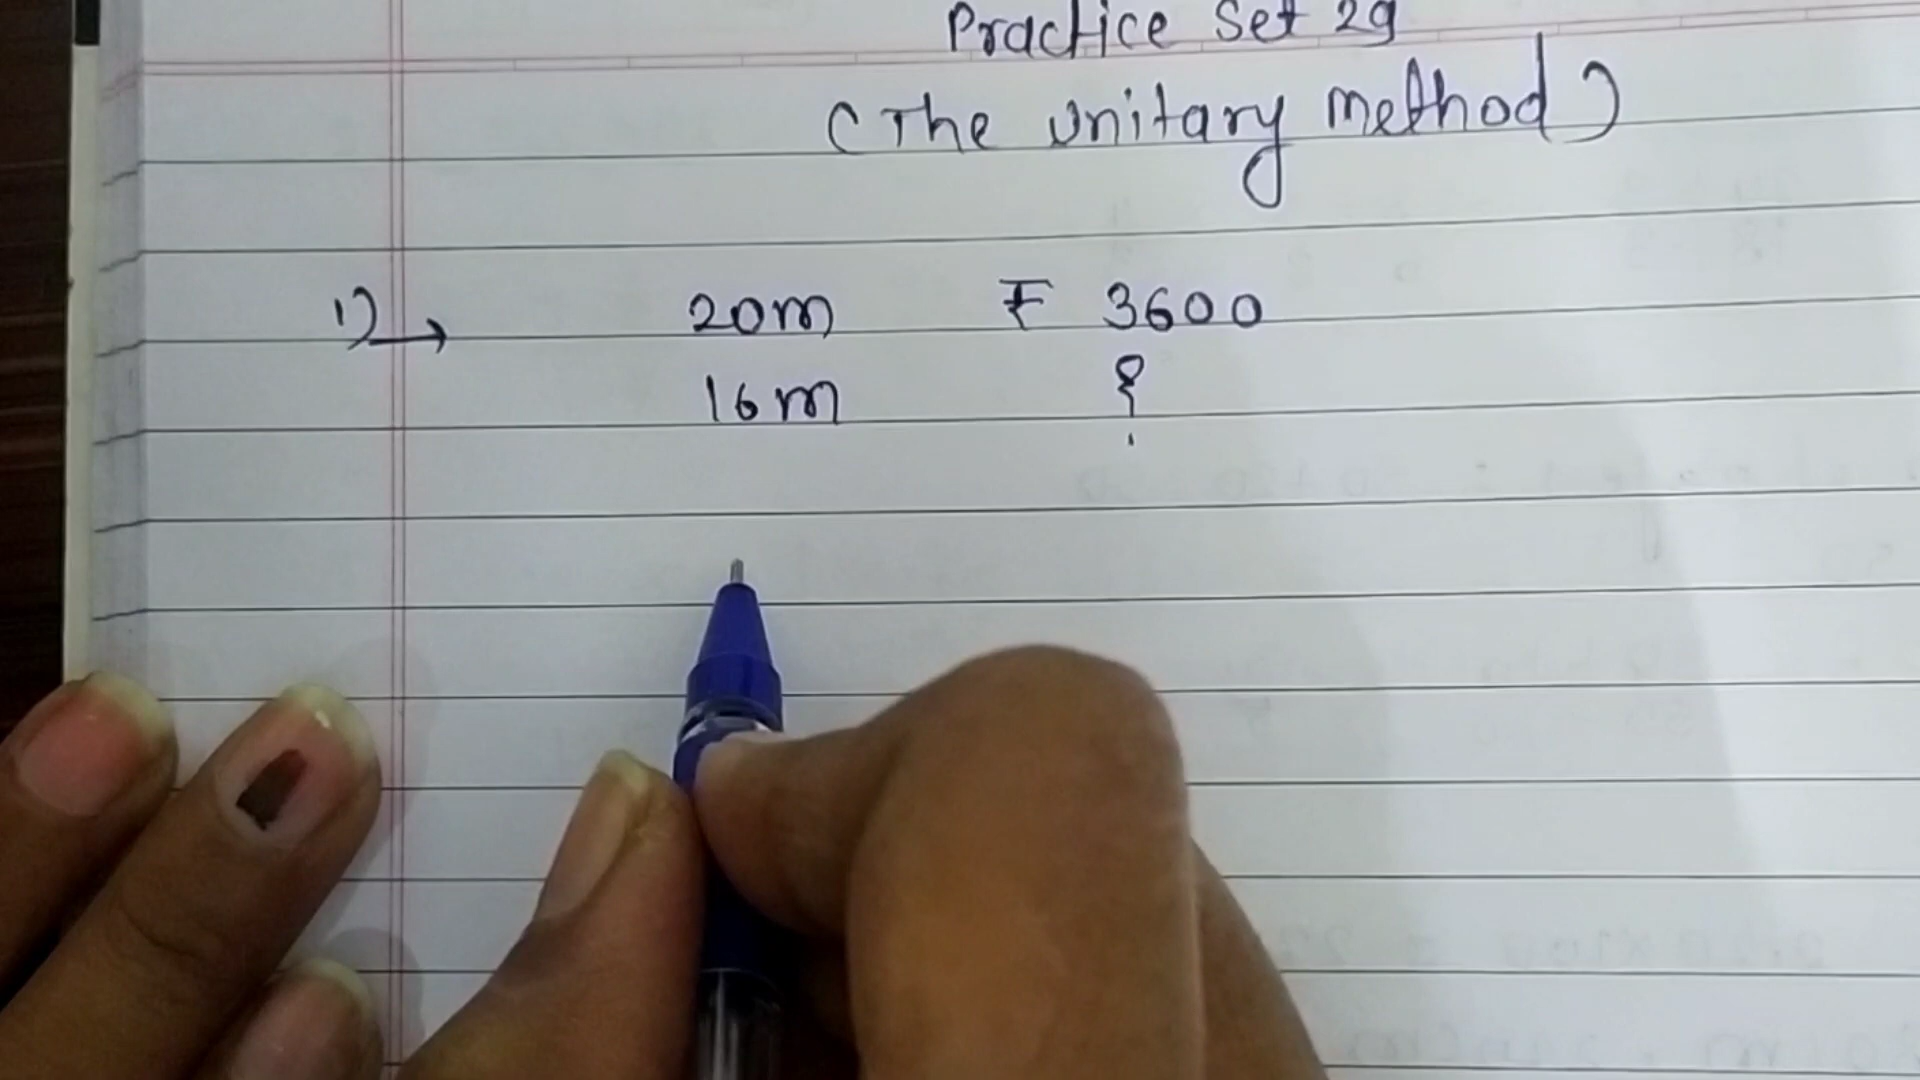 Practice Set 29
(The Unitary Method)
1)→ 20m ₹ 3600
16m ?